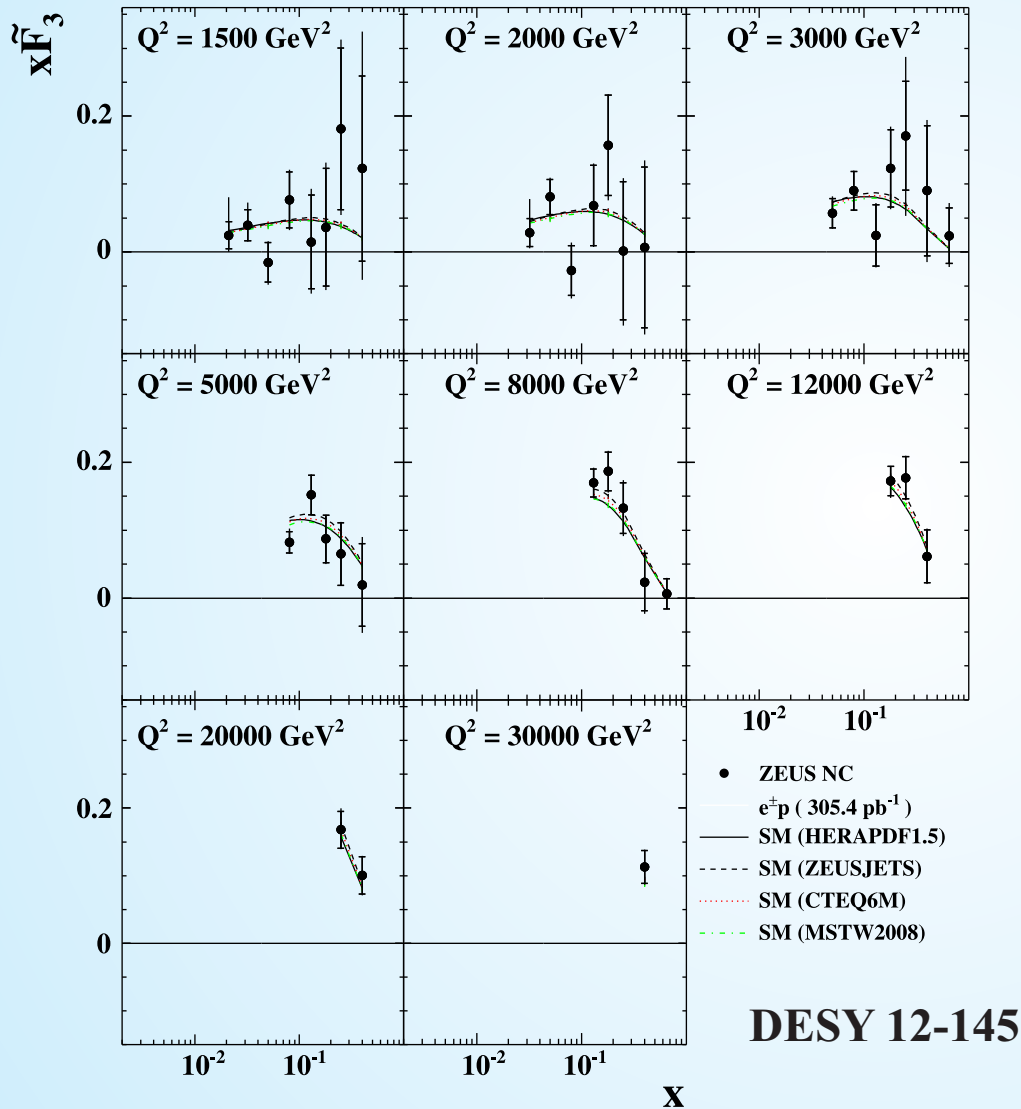 xF̃₃
Q² = 1500 GeV² Q² = 2000 GeV² Q² = 3000 GeV²
0.2
0
Q² = 5000 GeV² Q² = 8000 GeV² Q² = 12000 GeV²
0.2
0
10⁻² 10⁻¹
Q² = 20000 GeV² Q² = 30000 GeV²
0.2
0
10⁻² 10⁻¹ 10⁻² 10⁻¹
x
ZEUS NC
e±p ( 305.4 pb⁻¹ )
SM (HERAPDF1.5)
SM (ZEUSJETS)
SM (CTEQ6M)
SM (MSTW2008)
DESY 12-145